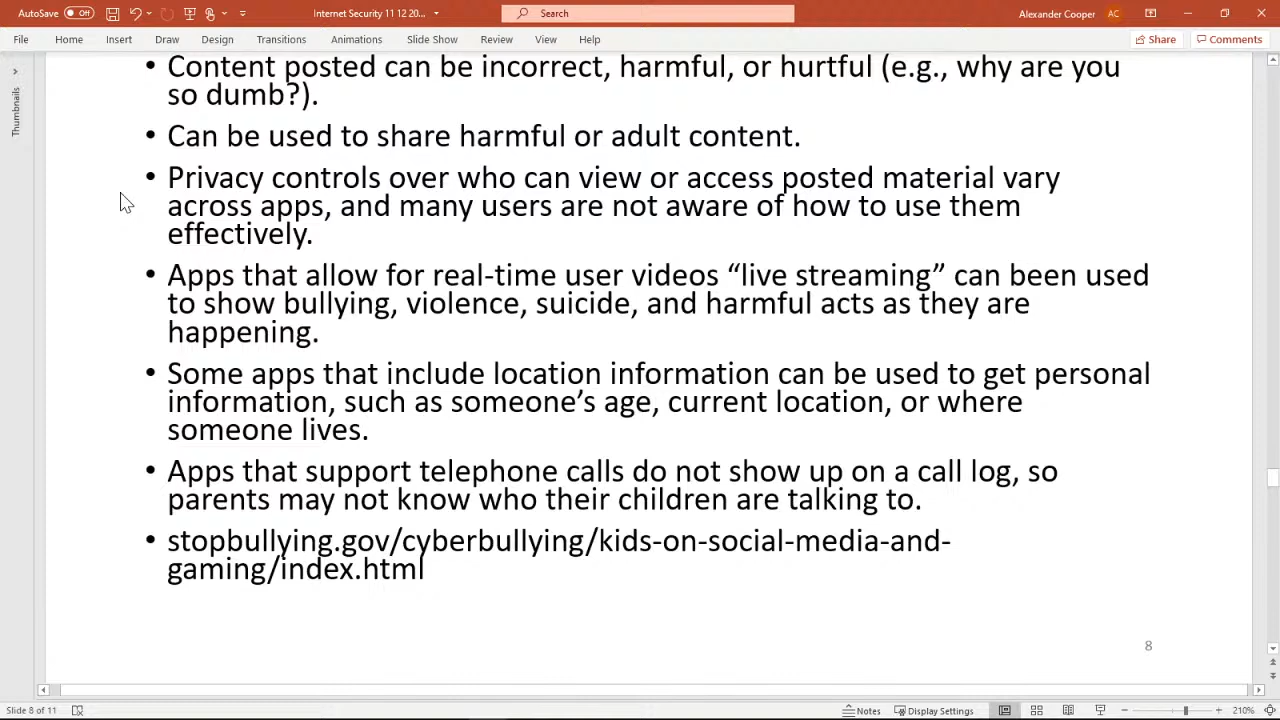 AutoSave Off Internet Security 11 12 20... Search Alexander Cooper AC
File Home Insert Draw Design Transitions Animations Slide Show Review View Help Share Comments
Thumbnails
• Content posted can be incorrect, harmful, or hurtful (e.g., why are you
so dumb?).
• Can be used to share harmful or adult content.
• Privacy controls over who can view or access posted material vary
across apps, and many users are not aware of how to use them
effectively.
• Apps that allow for real-time user videos “live streaming” can been used
to show bullying, violence, suicide, and harmful acts as they are
happening.
• Some apps that include location information can be used to get personal
information, such as someone’s age, current location, or where
someone lives.
• Apps that support telephone calls do not show up on a call log, so
parents may not know who their children are talking to.
• stopbullying.gov/cyberbullying/kids-on-social-media-and-
gaming/index.html
8
Slide 8 of 11 Notes Display Settings 210%